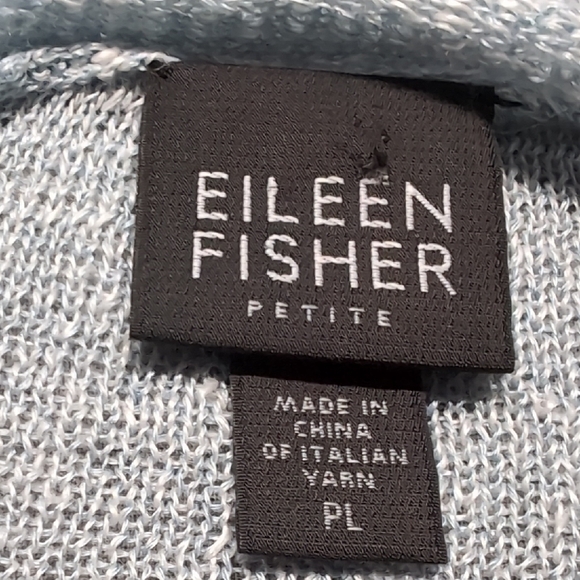 EILEEN
FISHER
PETITE
MADE IN
CHINA
OF ITALIAN
YARN
PL